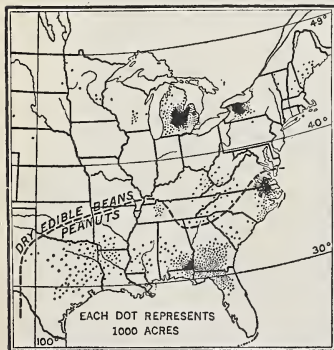 49°
40°
DRY EDIBLE BEANS
PEANUTS
30°
EACH DOT REPRESENTS
1000 ACRES
100°